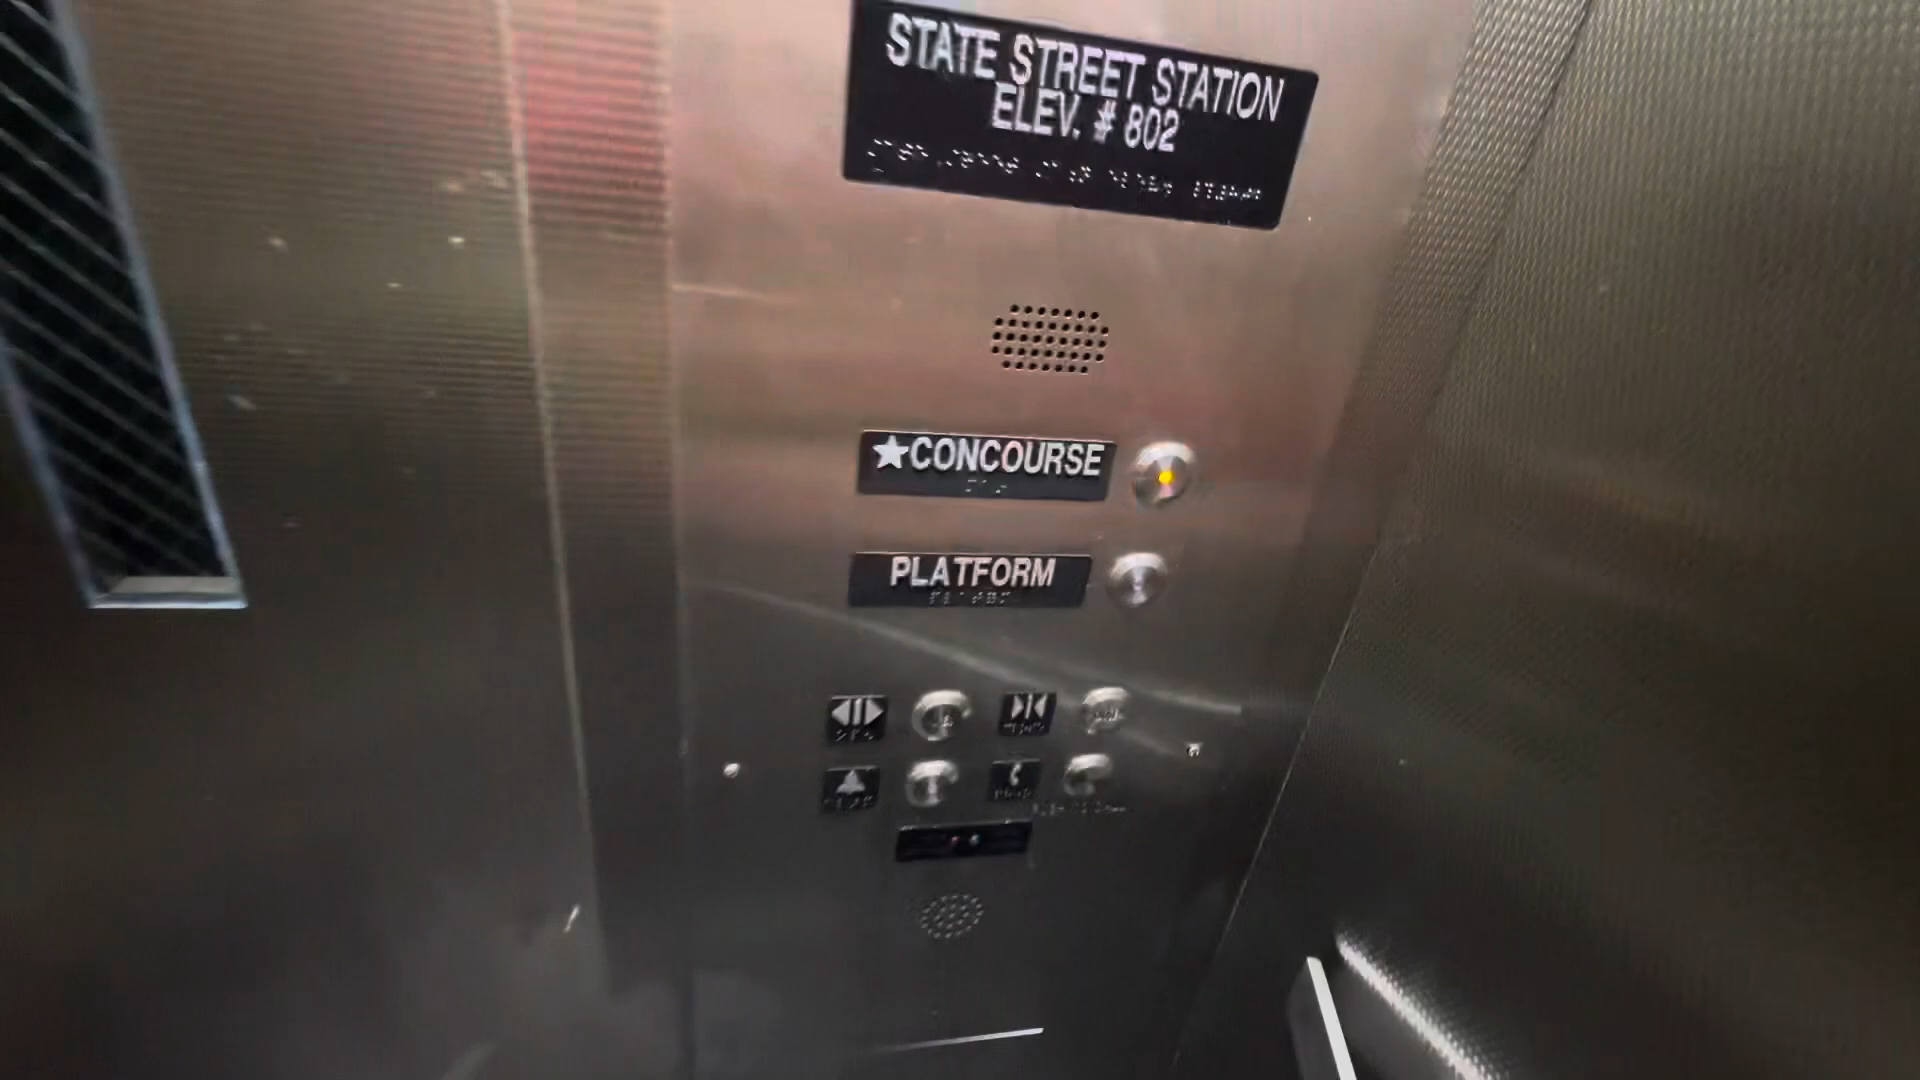 STATE STREET STATION
ELEV. # 802
★CONCOURSE
PLATFORM